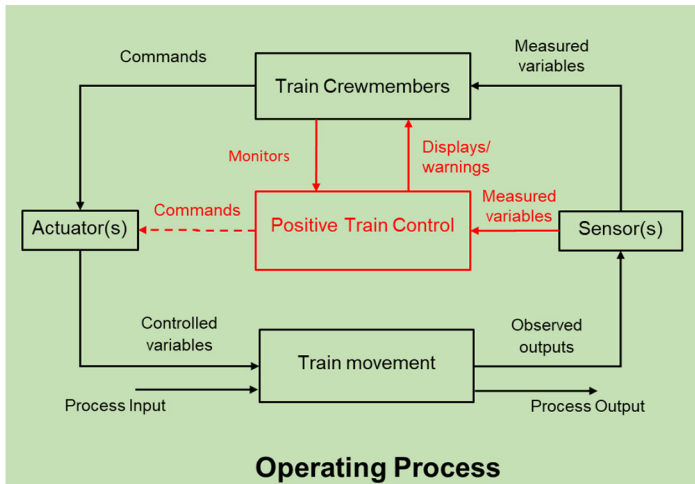 Commands
Train Crewmembers
Measured
variables
Monitors
Displays/
warnings
Commands
Measured
variables
Actuator(s)
Positive Train Control
Sensor(s)
Controlled
variables
Train movement
Observed
outputs
Process Input
Process Output
Operating Process